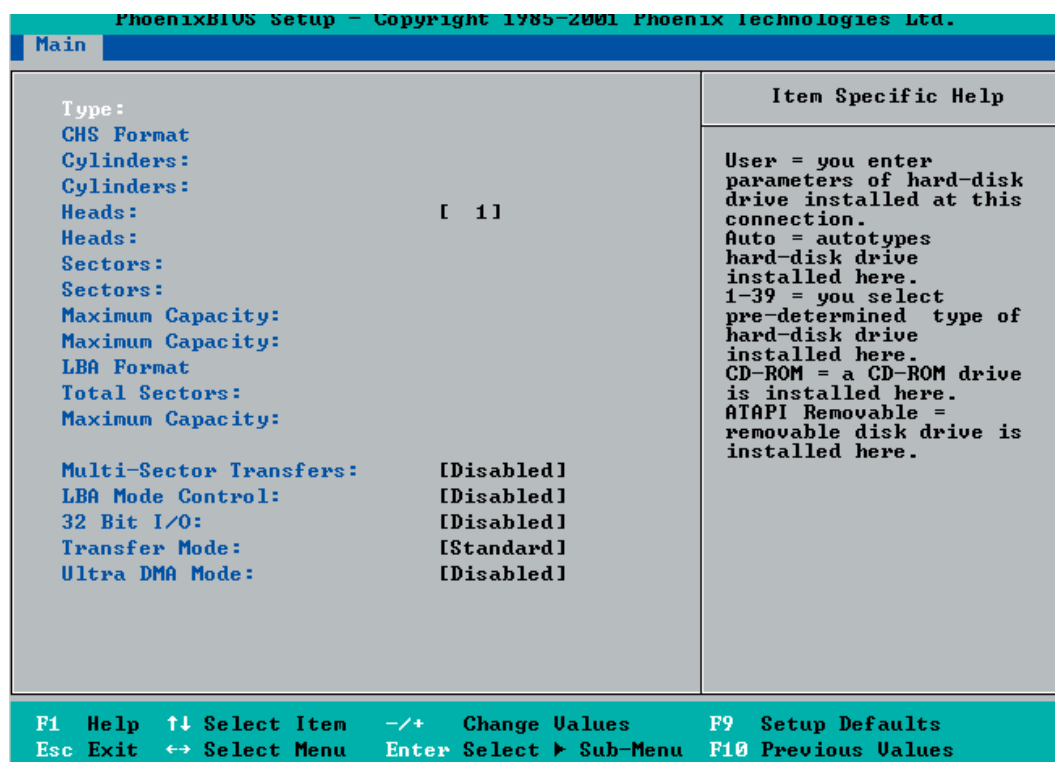 PhoenixBIOS Setup - Copyright 1985-2001 Phoenix Technologies Ltd.
Main
Type:
CHS Format
Cylinders:
Cylinders:
Heads: [ 1]
Heads:
Sectors:
Sectors:
Maximum Capacity:
Maximum Capacity:
LBA Format
Total Sectors:
Maximum Capacity:
Multi-Sector Transfers: [Disabled]
LBA Mode Control: [Disabled]
32 Bit I/O: [Disabled]
Transfer Mode: [Standard]
Ultra DMA Mode: [Disabled]
Item Specific Help
User = you enter
parameters of hard-disk
drive installed at this
connection.
Auto = autotypes
hard-disk drive
installed here.
1-39 = you select
pre-determined type of
hard-disk drive
installed here.
CD-ROM = a CD-ROM drive
is installed here.
ATAPI Removable =
removable disk drive is
installed here.
F1 Help ↑↓ Select Item -/+ Change Values F9 Setup Defaults
Esc Exit ↔ Select Menu Enter Select ▶ Sub-Menu F10 Previous Values